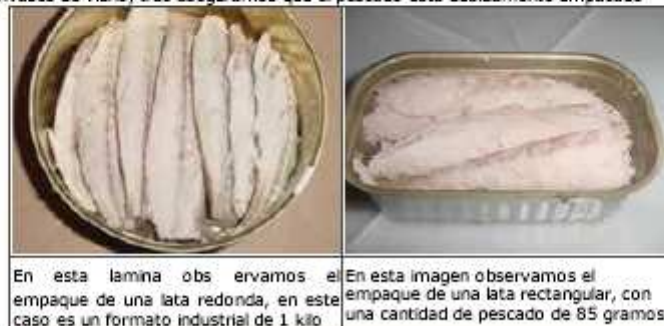 En esta lamina obs ervamos el
empaque de una lata redonda, en este
caso es un formato industrial de 1 kilo
En esta imagen observamos el
empaque de una lata rectangular, con
una cantidad de pescado de 85 gramos